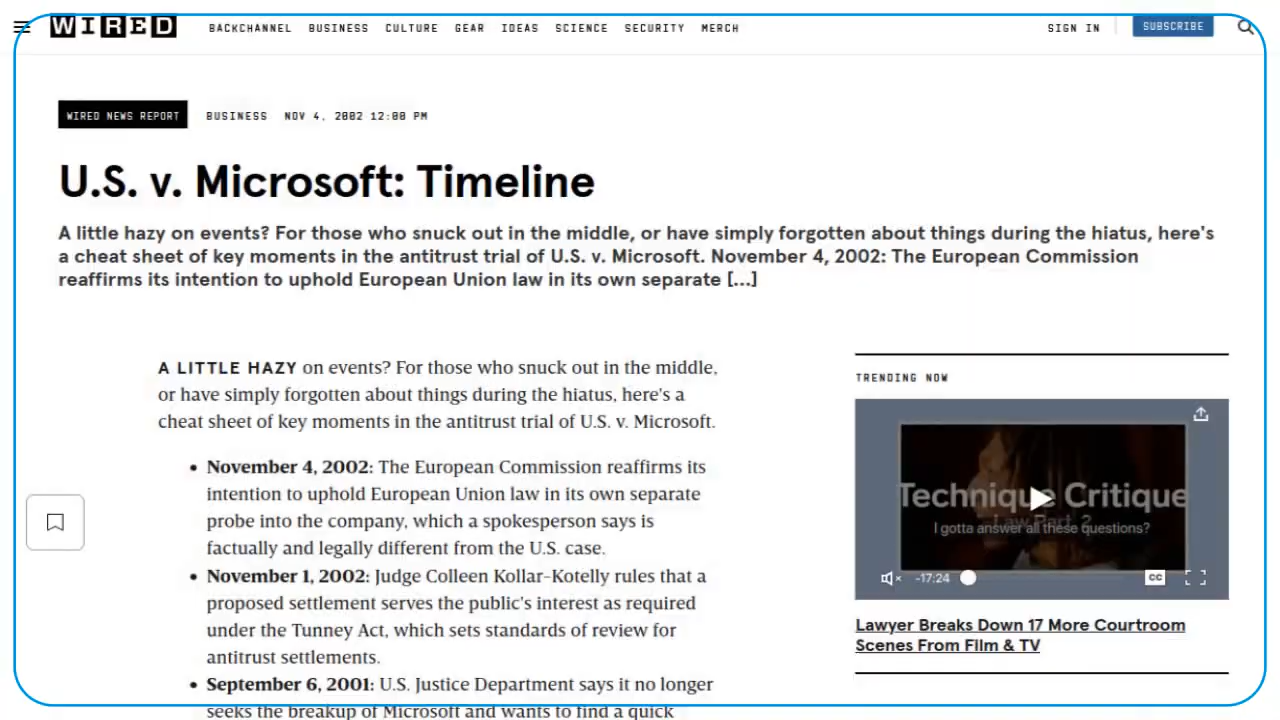 WIRED
BACKCHANNEL BUSINESS CULTURE GEAR IDEAS SCIENCE SECURITY MERCH
SIGN IN
SUBSCRIBE
WIRED NEWS REPORT
BUSINESS
NOV 4, 2002 12:00 PM
U.S. v. Microsoft: Timeline
A little hazy on events? For those who snuck out in the middle, or have simply forgotten about things during the hiatus, here's
a cheat sheet of key moments in the antitrust trial of U.S. v. Microsoft. November 4, 2002: The European Commission
reaffirms its intention to uphold European Union law in its own separate [...]
A LITTLE HAZY on events? For those who snuck out in the middle,
or have simply forgotten about things during the hiatus, here's a
cheat sheet of key moments in the antitrust trial of U.S. v. Microsoft.
• November 4, 2002: The European Commission reaffirms its
intention to uphold European Union law in its own separate
probe into the company, which a spokesperson says is
factually and legally different from the U.S. case.
• November 1, 2002: Judge Colleen Kollar-Kotelly rules that a
proposed settlement serves the public's interest as required
under the Tunney Act, which sets standards of review for
antitrust settlements.
• September 6, 2001: U.S. Justice Department says it no longer
seeks the breakup of Microsoft and wants to find a quick
TRENDING NOW
Technique Critique
Law Part 2
I gotta answer all these questions?
-17:24
CC
Lawyer Breaks Down 17 More Courtroom
Scenes From Film & TV